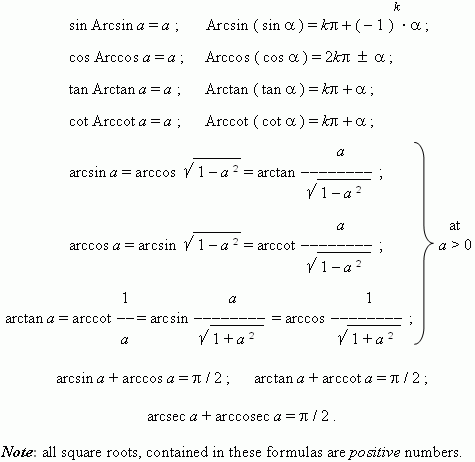 sin Arcsin a = a ; Arcsin ( sin α ) = kπ + ( − 1 )^k · α ;
cos Arccos a = a ; Arccos ( cos α ) = 2kπ ± α ;
tan Arctan a = a ; Arctan ( tan α ) = kπ + α ;
cot Arccot a = a ; Arccot ( cot α ) = kπ + α ;
arcsin a = arccos √(1 − a²) = arctan a / √(1 − a²) ;
arccos a = arcsin √(1 − a²) = arccot a / √(1 − a²) ;
arctan a = arccot 1 / a = arcsin a / √(1 + a²) = arccos 1 / √(1 + a²) ;
at
a > 0
arcsin a + arccos a = π / 2 ; arctan a + arccot a = π / 2 ;
arcsec a + arccosec a = π / 2 .
Note: all square roots, contained in these formulas are positive numbers.